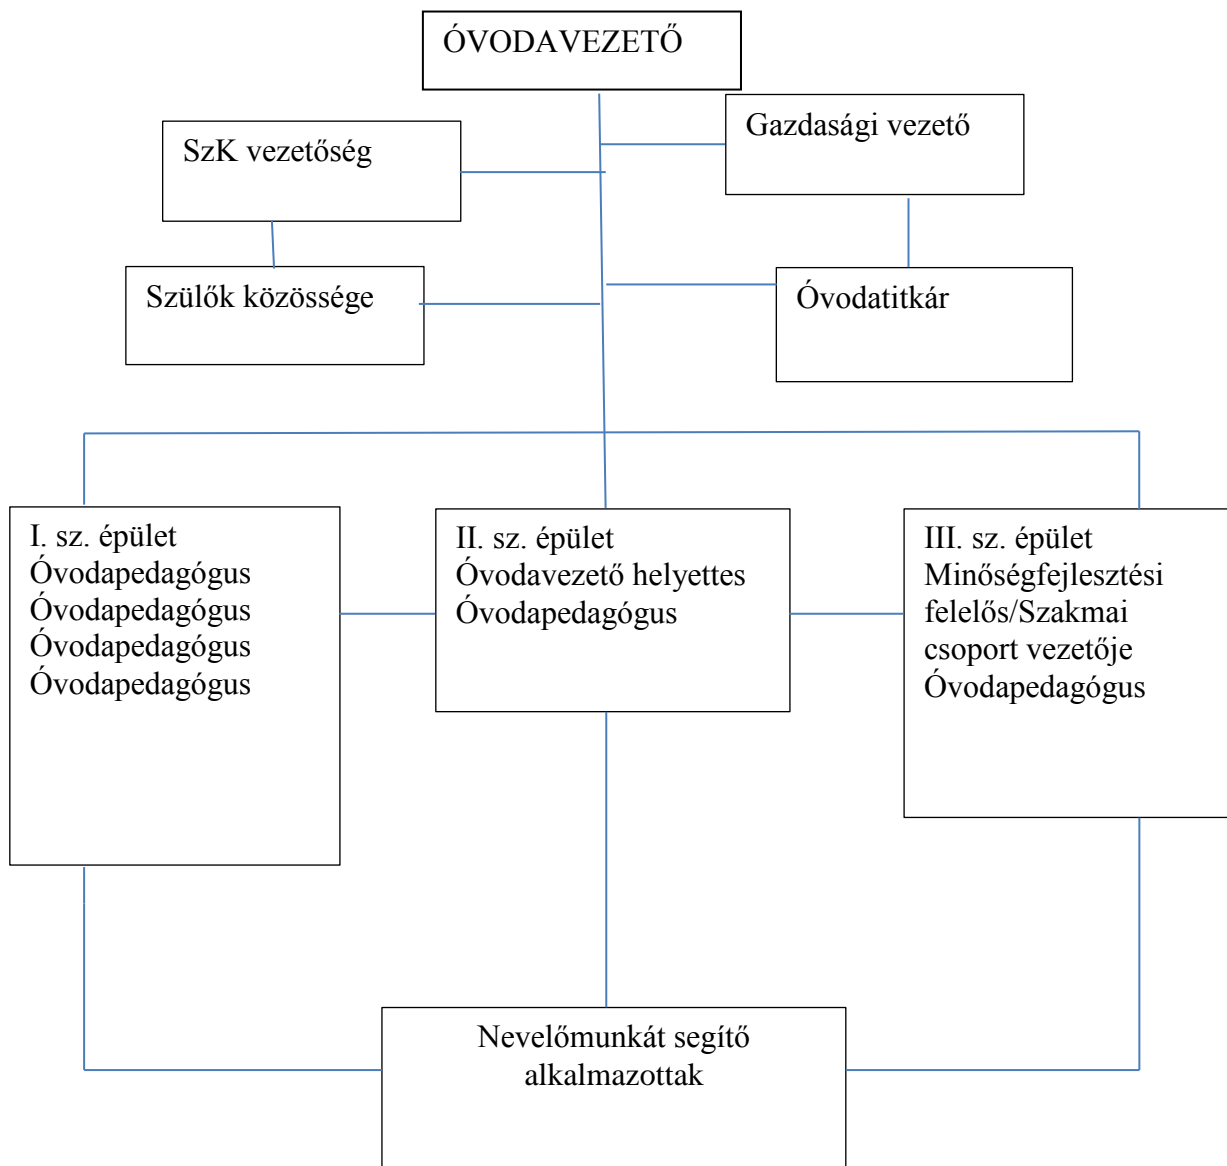 ÓVODAVEZETŐ
Gazdasági vezető
SzK vezetőség
Szülők közössége
Óvodatitkár
I. sz. épület
Óvodapedagógus
Óvodapedagógus
Óvodapedagógus
Óvodapedagógus
II. sz. épület
Óvodavezető helyettes
Óvodapedagógus
III. sz. épület
Minőségfejlesztési
felelős/Szakmai
csoport vezetője
Óvodapedagógus
Nevelőmunkát segítő
alkalmazottak